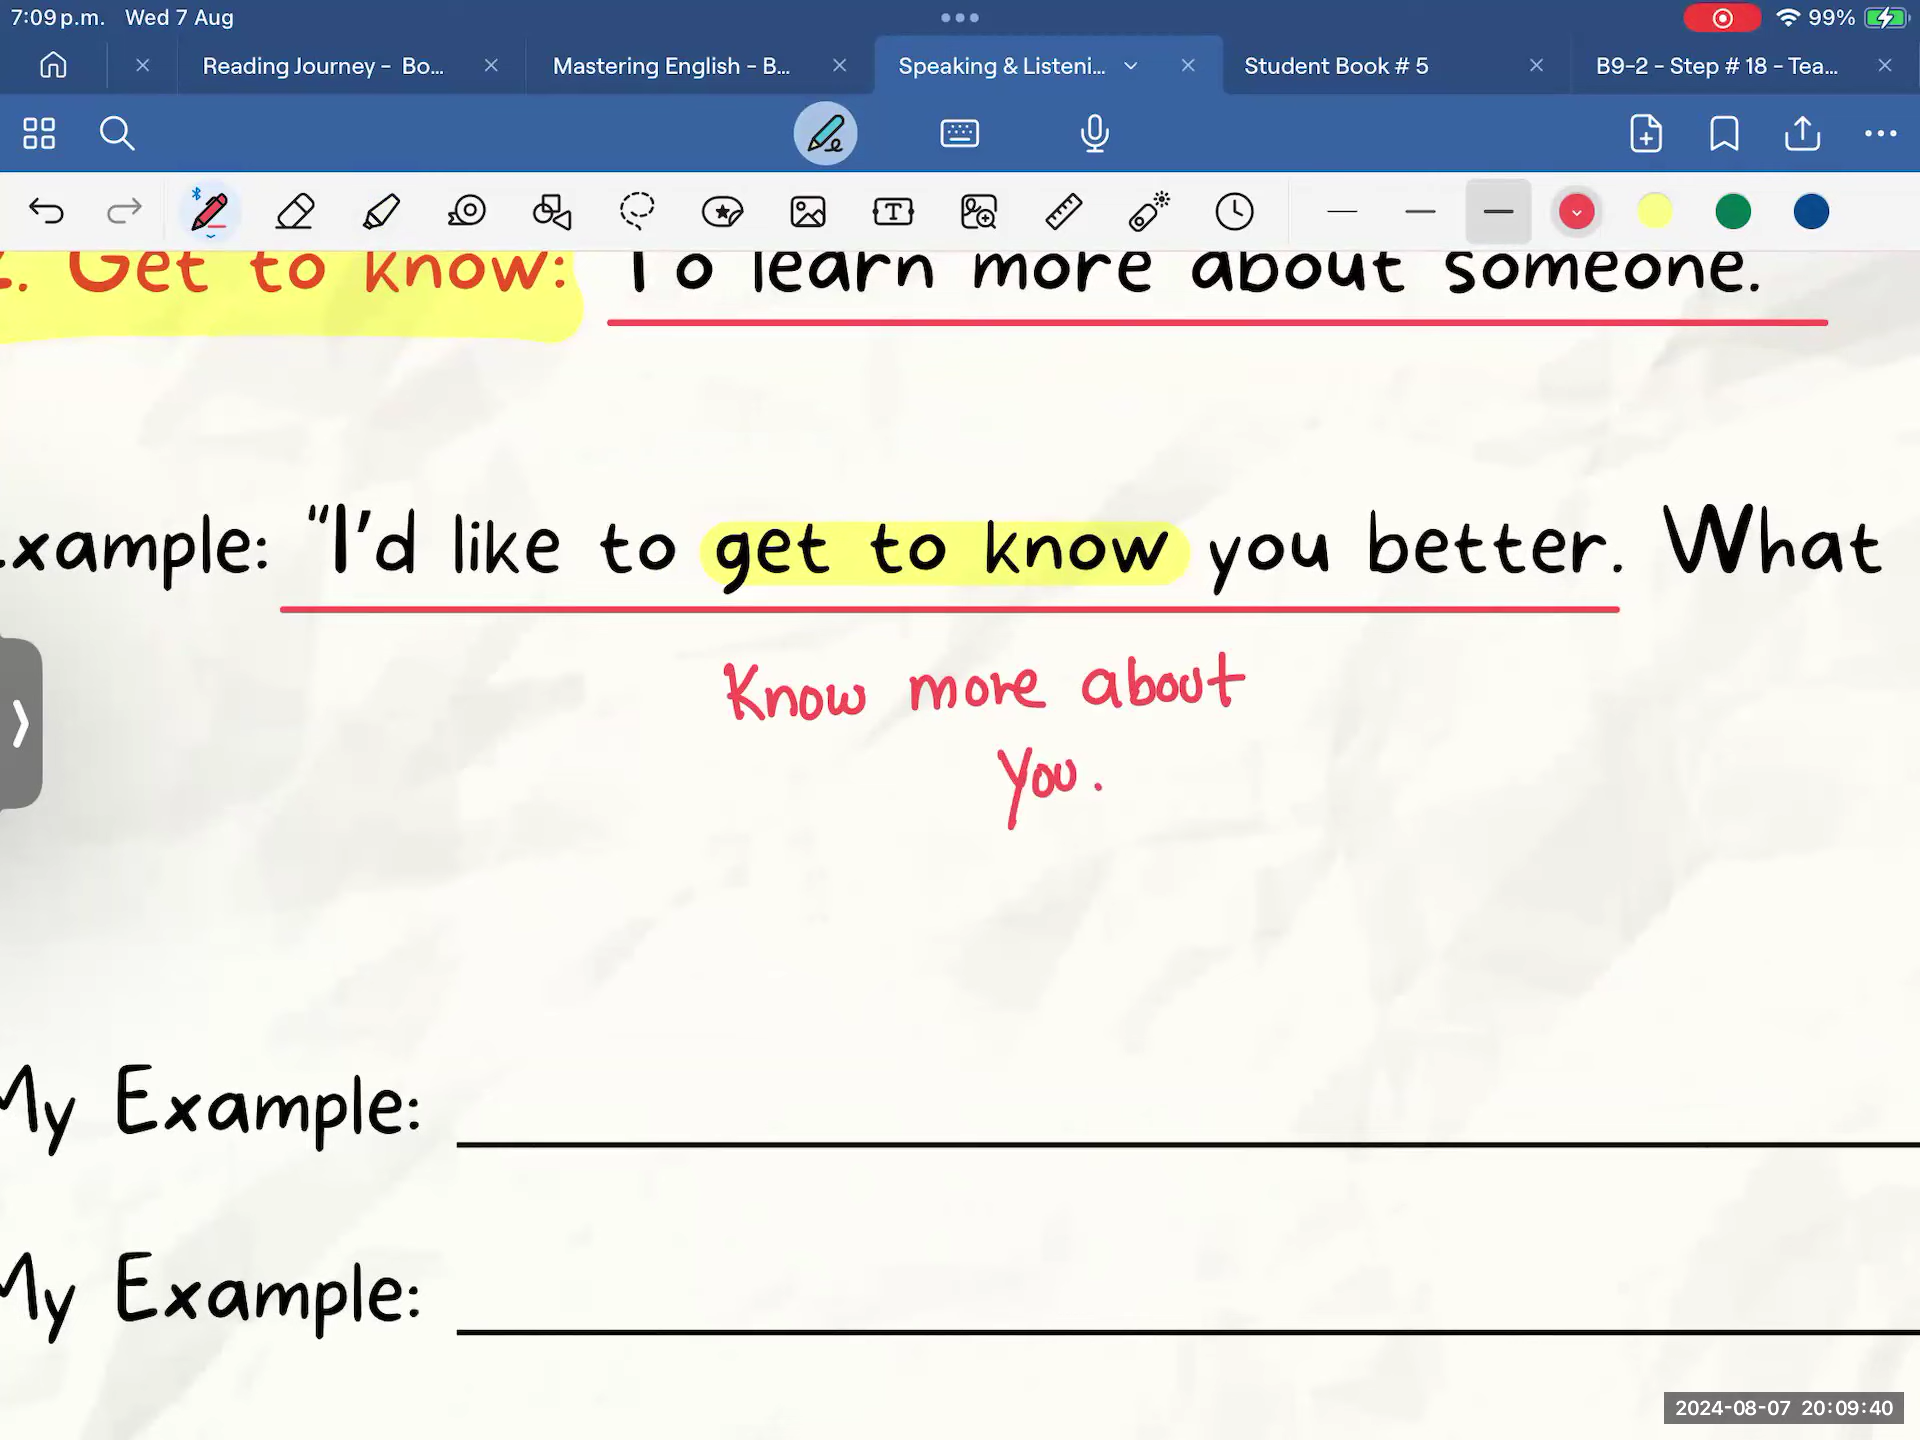 7:09 p.m. Wed 7 Aug
99%
Reading Journey - Bo...
Mastering English - B...
Speaking & Listeni...
Student Book # 5
B9-2 - Step # 18 - Tea...
. Get to know: To learn more about someone.
xample: "I'd like to get to know you better. What
Know more about
You.
My Example:
My Example:
2024-08-07 20:09:40